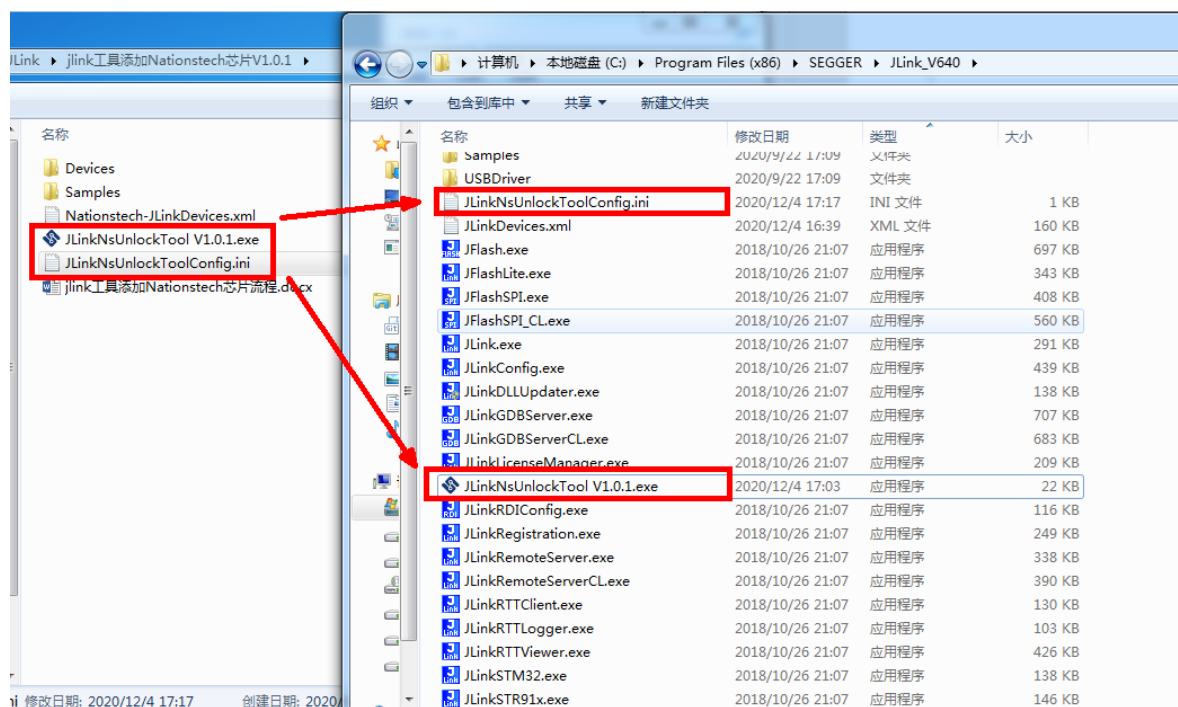 JLink ▸ jlink工具添加Nationstech芯片V1.0.1 ▸
名称
Devices
Samples
Nationstech-JLinkDevices.xml
JLinkNsUnlockTool V1.0.1.exe
JLinkNsUnlockToolConfig.ini
jlink工具添加Nationstech芯片流程.docx
修改日期: 2020/12/4 17:17 创建日期: 2020/
计算机 ▸ 本地磁盘 (C:) ▸ Program Files (x86) ▸ SEGGER ▸ JLink_V640 ▸
组织 包含到库中 共享 新建文件夹
名称 修改日期 类型 大小
Samples 2020/9/22 17:09 文件夹
USBDriver 2020/9/22 17:09 文件夹
JLinkNsUnlockToolConfig.ini 2020/12/4 17:17 INI 文件 1 KB
JLinkDevices.xml 2020/12/4 16:39 XML 文件 160 KB
JFlash.exe 2018/10/26 21:07 应用程序 697 KB
JFlashLite.exe 2018/10/26 21:07 应用程序 343 KB
JFlashSPI.exe 2018/10/26 21:07 应用程序 408 KB
JFlashSPI_CL.exe 2018/10/26 21:07 应用程序 560 KB
JLink.exe 2018/10/26 21:07 应用程序 291 KB
JLinkConfig.exe 2018/10/26 21:07 应用程序 439 KB
JLinkDLLUpdater.exe 2018/10/26 21:07 应用程序 138 KB
JLinkGDBServer.exe 2018/10/26 21:07 应用程序 707 KB
JLinkGDBServerCL.exe 2018/10/26 21:07 应用程序 683 KB
JLinkLicenseManager.exe 2018/10/26 21:07 应用程序 209 KB
JLinkNsUnlockTool V1.0.1.exe 2020/12/4 17:03 应用程序 22 KB
JLinkRDIConfig.exe 2018/10/26 21:07 应用程序 116 KB
JLinkRegistration.exe 2018/10/26 21:07 应用程序 249 KB
JLinkRemoteServer.exe 2018/10/26 21:07 应用程序 338 KB
JLinkRemoteServerCL.exe 2018/10/26 21:07 应用程序 390 KB
JLinkRTTClient.exe 2018/10/26 21:07 应用程序 130 KB
JLinkRTTLogger.exe 2018/10/26 21:07 应用程序 103 KB
JLinkRTTViewer.exe 2018/10/26 21:07 应用程序 426 KB
JLinkSTM32.exe 2018/10/26 21:07 应用程序 138 KB
JLinkSTR91x.exe 2018/10/26 21:07 应用程序 146 KB